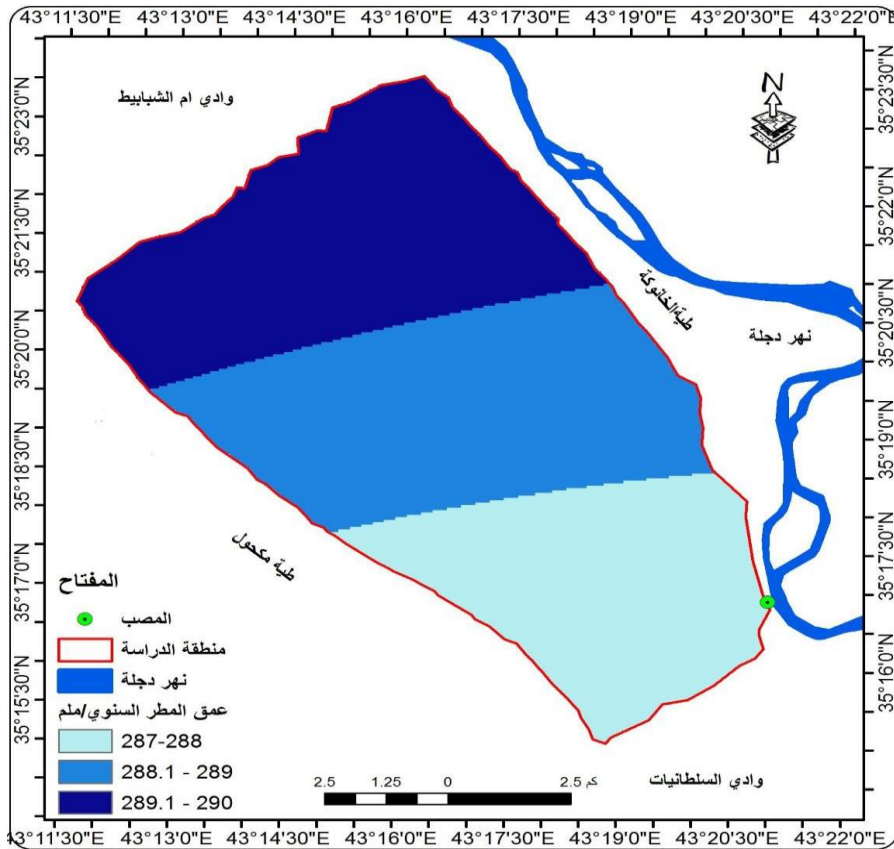 43°11'30"E 43°13'0"E 43°14'30"E 43°16'0"E 43°17'30"E 43°19'0"E 43°20'30"E 43°22'0"E
وادي ام الشبابيط
N
طية الخانوكة
نهر دجلة
طية مكحول
المفتاح
المصب
منطقة الدراسة
نهر دجلة
عمق المطر السنوي/ملم
287-288
288.1 - 289
289.1 - 290
2.5 1.25 0 2.5 كم
وادي السلطانيات
35°23'0"N
35°21'30"N
35°20'0"N
35°18'30"N
35°17'0"N
35°15'30"N
35°23'30"N
35°22'0"N
35°20'30"N
35°19'0"N
35°17'30"N
35°16'0"N
43°11'30"E 43°13'0"E 43°14'30"E 43°16'0"E 43°17'30"E 43°19'0"E 43°20'30"E 43°22'0"E